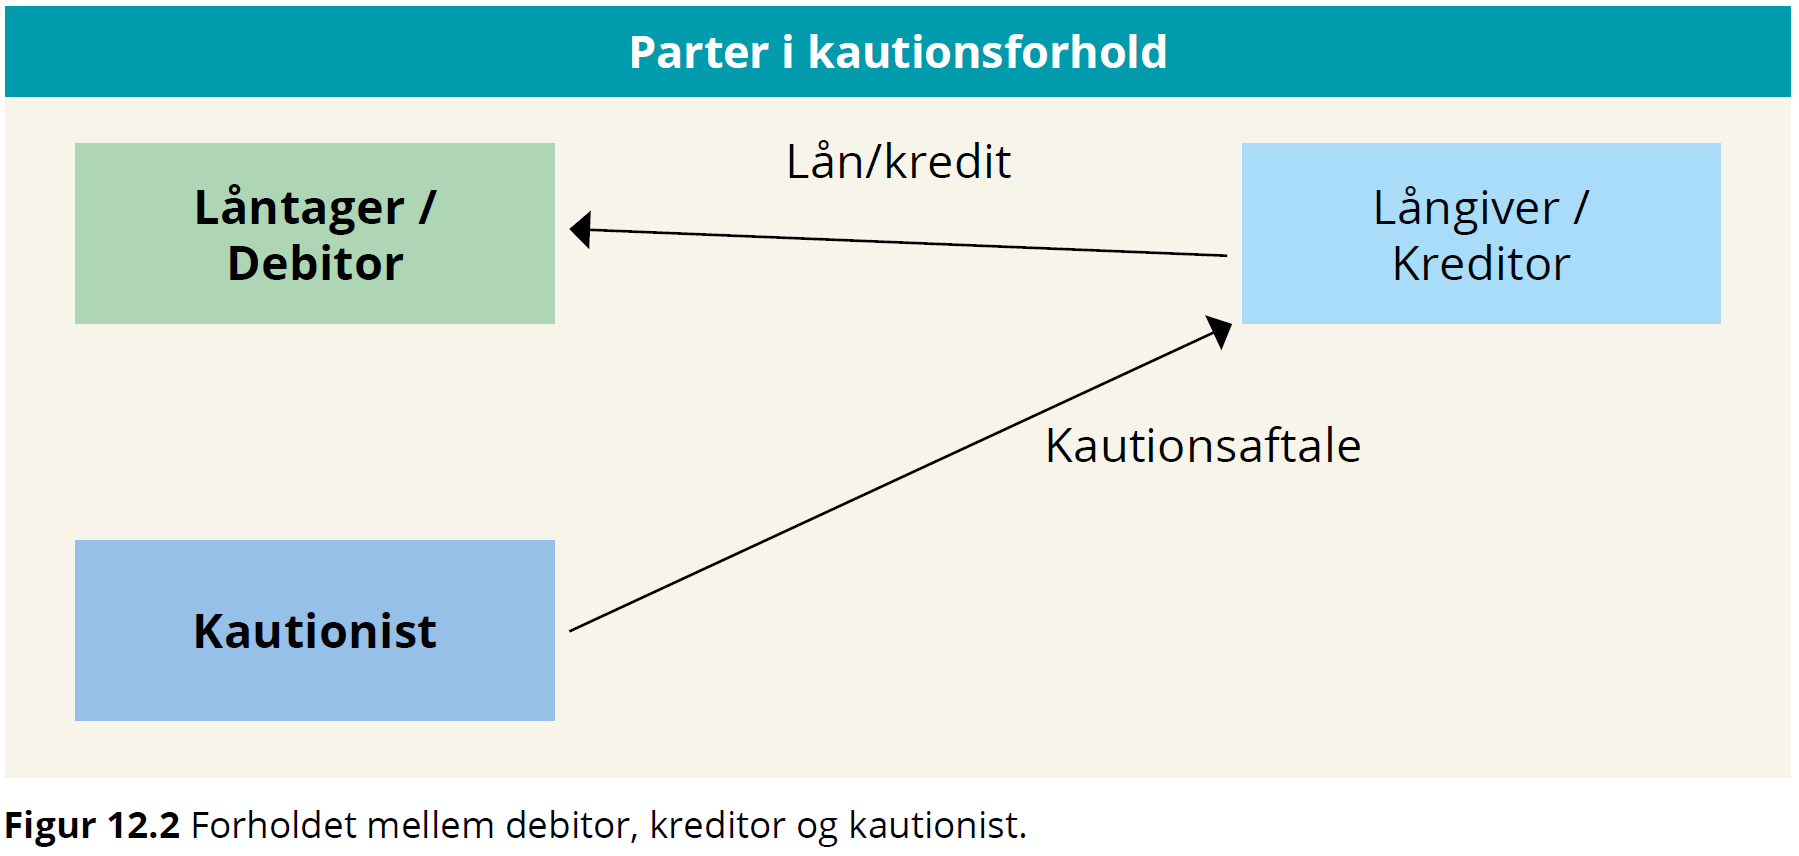 Parter i kautionsforhold
Låntager /
Debitor
Lån/kredit
Långiver /
Kreditor
Kautionsaftale
Kautionist
Figur 12.2 Forholdet mellem debitor, kreditor og kautionist.